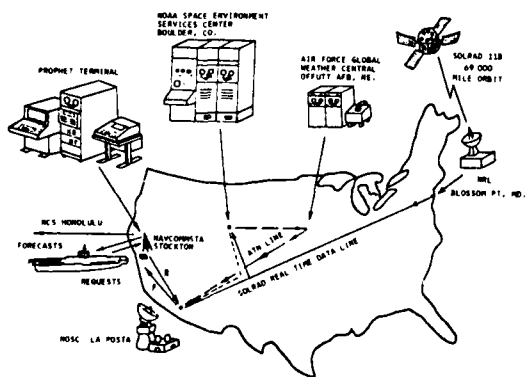 NOAA SPACE ENVIRONMENT
SERVICES CENTER
BOULDER, CO.
AIR FORCE GLOBAL
WEATHER CENTRAL
OFFUTT AFB, NE.
SOLRAD 11B
69,000
MILE ORBIT
PROPHET TERMINAL
NRL
BLOSSOM PT, MD.
NCS HONOLULU
NAVCOMMSTA
STOCKTON
FORECASTS
REQUESTS
ATN LINE
SOLRAD REAL TIME DATA LINE
NOSC LA POSTA